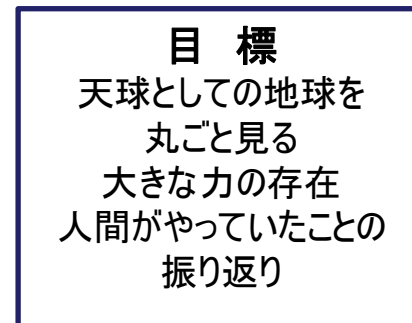 目 標
天球としての地球を
丸ごと見る
大きな力の存在
人間がやっていたことの
振り返り